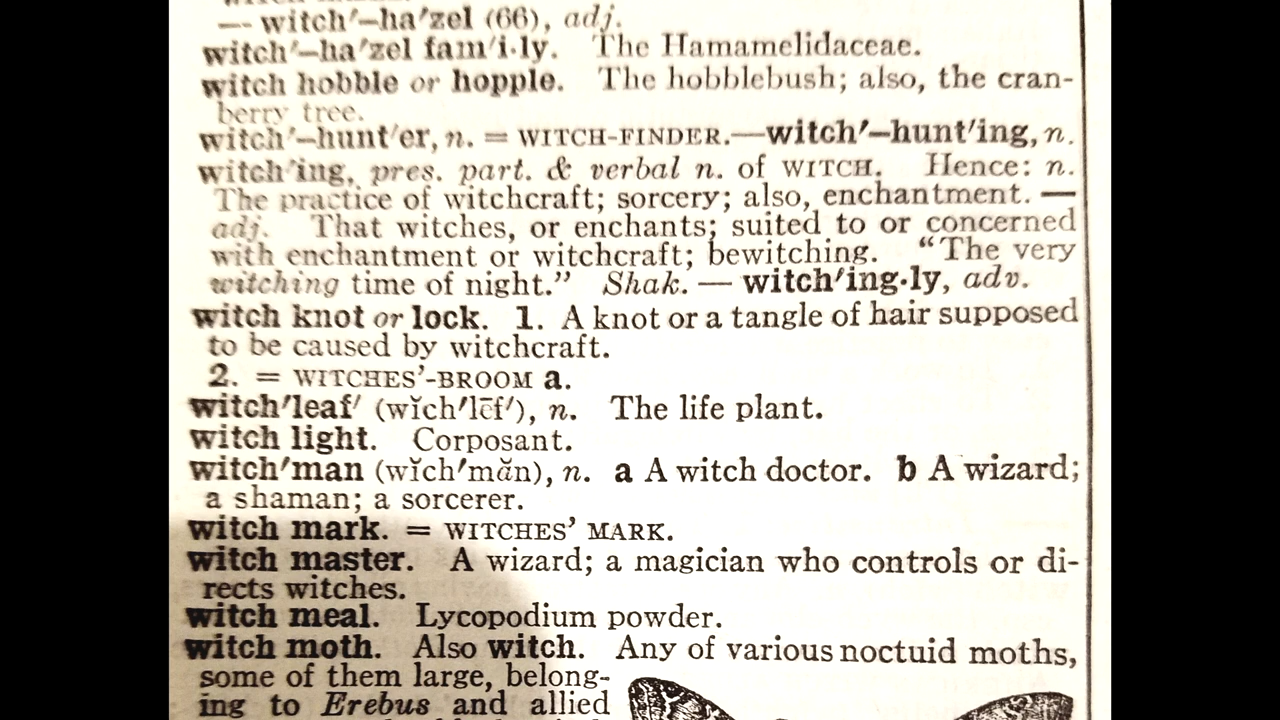 — witch′–ha′zel (66), adj.
witch′–ha′zel fam′i·ly. The Hamamelidaceae.
witch hobble or hopple. The hobblebush; also, the cran-
berry tree.
witch′–hunt′er, n. = WITCH-FINDER.—witch′–hunt′ing, n.
witch′ing, pres. part. & verbal n. of WITCH. Hence: n.
The practice of witchcraft; sorcery; also, enchantment. —
adj. That witches, or enchants; suited to or concerned
with enchantment or witchcraft; bewitching. “The very
witching time of night.” Shak. — witch′ing·ly, adv.
witch knot or lock. 1. A knot or a tangle of hair supposed
to be caused by witchcraft.
2. = WITCHES’-BROOM a.
witch′leaf′ (wĭch′lēf′), n. The life plant.
witch light. Corposant.
witch′man (wĭch′măn), n. a A witch doctor. b A wizard;
a shaman; a sorcerer.
witch mark. = WITCHES’ MARK.
witch master. A wizard; a magician who controls or di-
rects witches.
witch meal. Lycopodium powder.
witch moth. Also witch. Any of various noctuid moths,
some of them large, belong-
ing to Erebus and allied